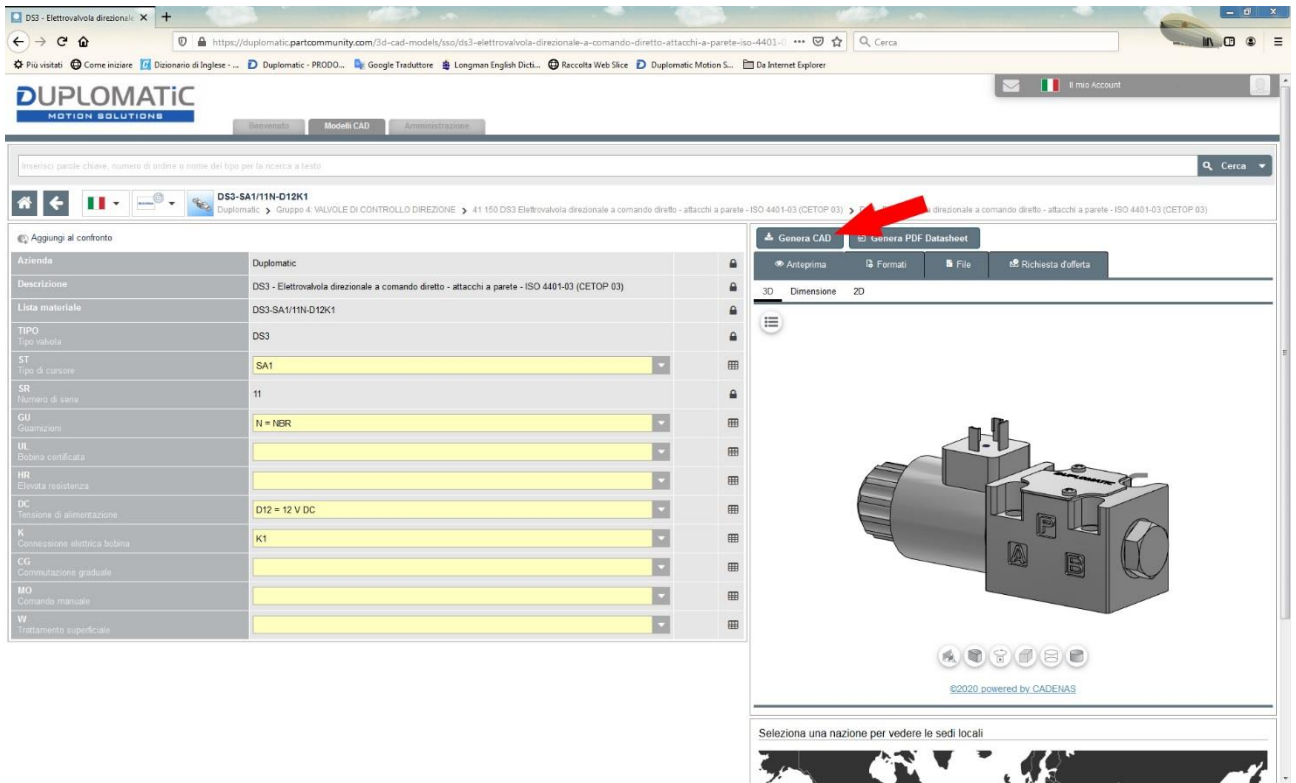 DS3 - Elettrovalvola direzionale
https://duplomatic.partcommunity.com/3d-cad-models/sso/ds3-elettrovalvola-direzionale-a-comando-diretto-attacchi-a-parete-iso-4401-
Cerca
Più visitati Come iniziare Dizionario di Inglese - ... Duplomatic - PRODO... Google Traduttore Longman English Dicti... Raccolta Web Slice Duplomatic Motion S... Da Internet Explorer
DUPLOMATIC
MOTION SOLUTIONS
Il mio Account
Benvenuto Modelli CAD Amministrazione
Inserisci parole chiave, numero di ordine o nome del tipo per la ricerca a testo.
Cerca
DS3-SA1/11N-D12K1
Duplomatic > Gruppo 4: VALVOLE DI CONTROLLO DIREZIONE > 41 150 DS3 Elettrovalvola direzionale a comando diretto - attacchi a parete - ISO 4401-03 (CETOP 03) > direzionale a comando diretto - attacchi a parete - ISO 4401-03 (CETOP 03)
Aggiungi al confronto
Azienda Duplomatic
Descrizione DS3 - Elettrovalvola direzionale a comando diretto - attacchi a parete - ISO 4401-03 (CETOP 03)
Lista materiale DS3-SA1/11N-D12K1
TIPO
Tipo valvola DS3
ST
Tipo di cursore SA1
SR
Numero di serie 11
GU
Guarnizioni N = NBR
UL
Bobina certificata
HR
Elevata resistenza
DC
Tensione di alimentazione D12 = 12 V DC
K
Connessione elettrica bobina K1
CG
Commutazione graduale
MO
Comando manuale
W
Trattamento superficiale
Genera CAD Genera PDF Datasheet
Anteprima Formati File Richiesta d'offerta
3D Dimensione 2D
DUPLOMATIC
P
A B
©2020 powered by CADENAS
Seleziona una nazione per vedere le sedi locali